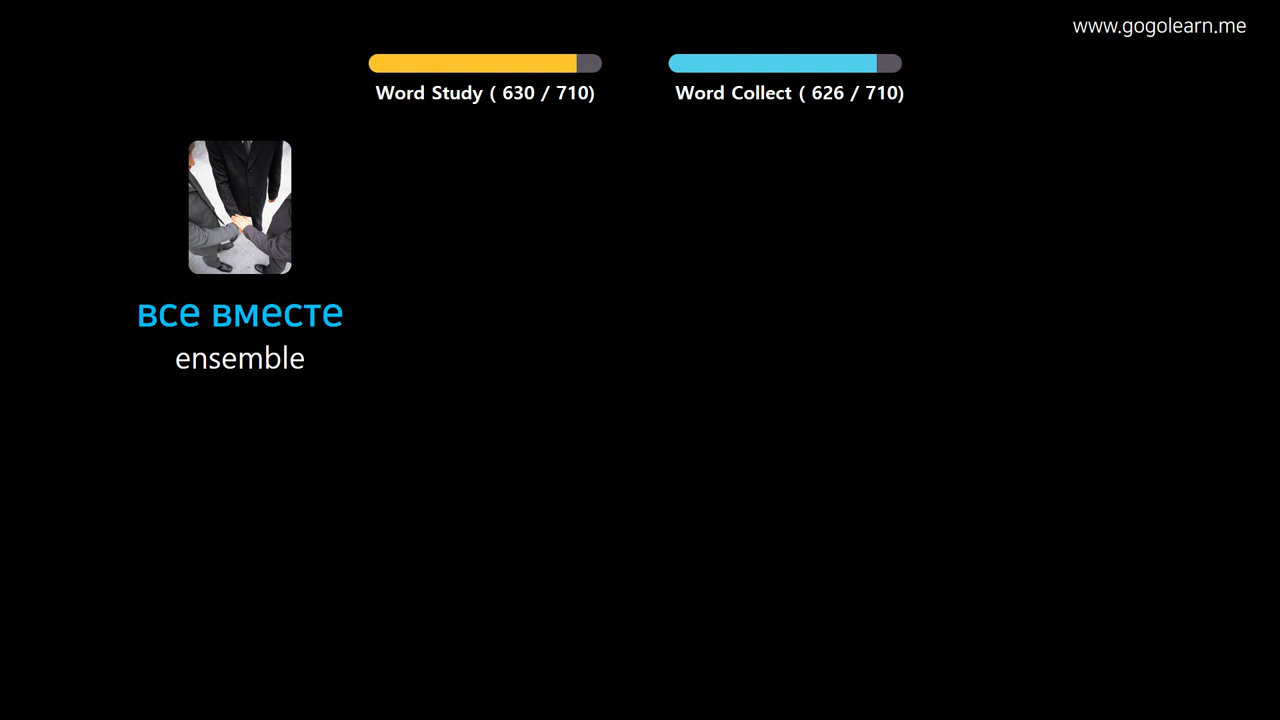 www.gogolearn.me
Word Study ( 630 / 710)
Word Collect ( 626 / 710)
все вместе
ensemble